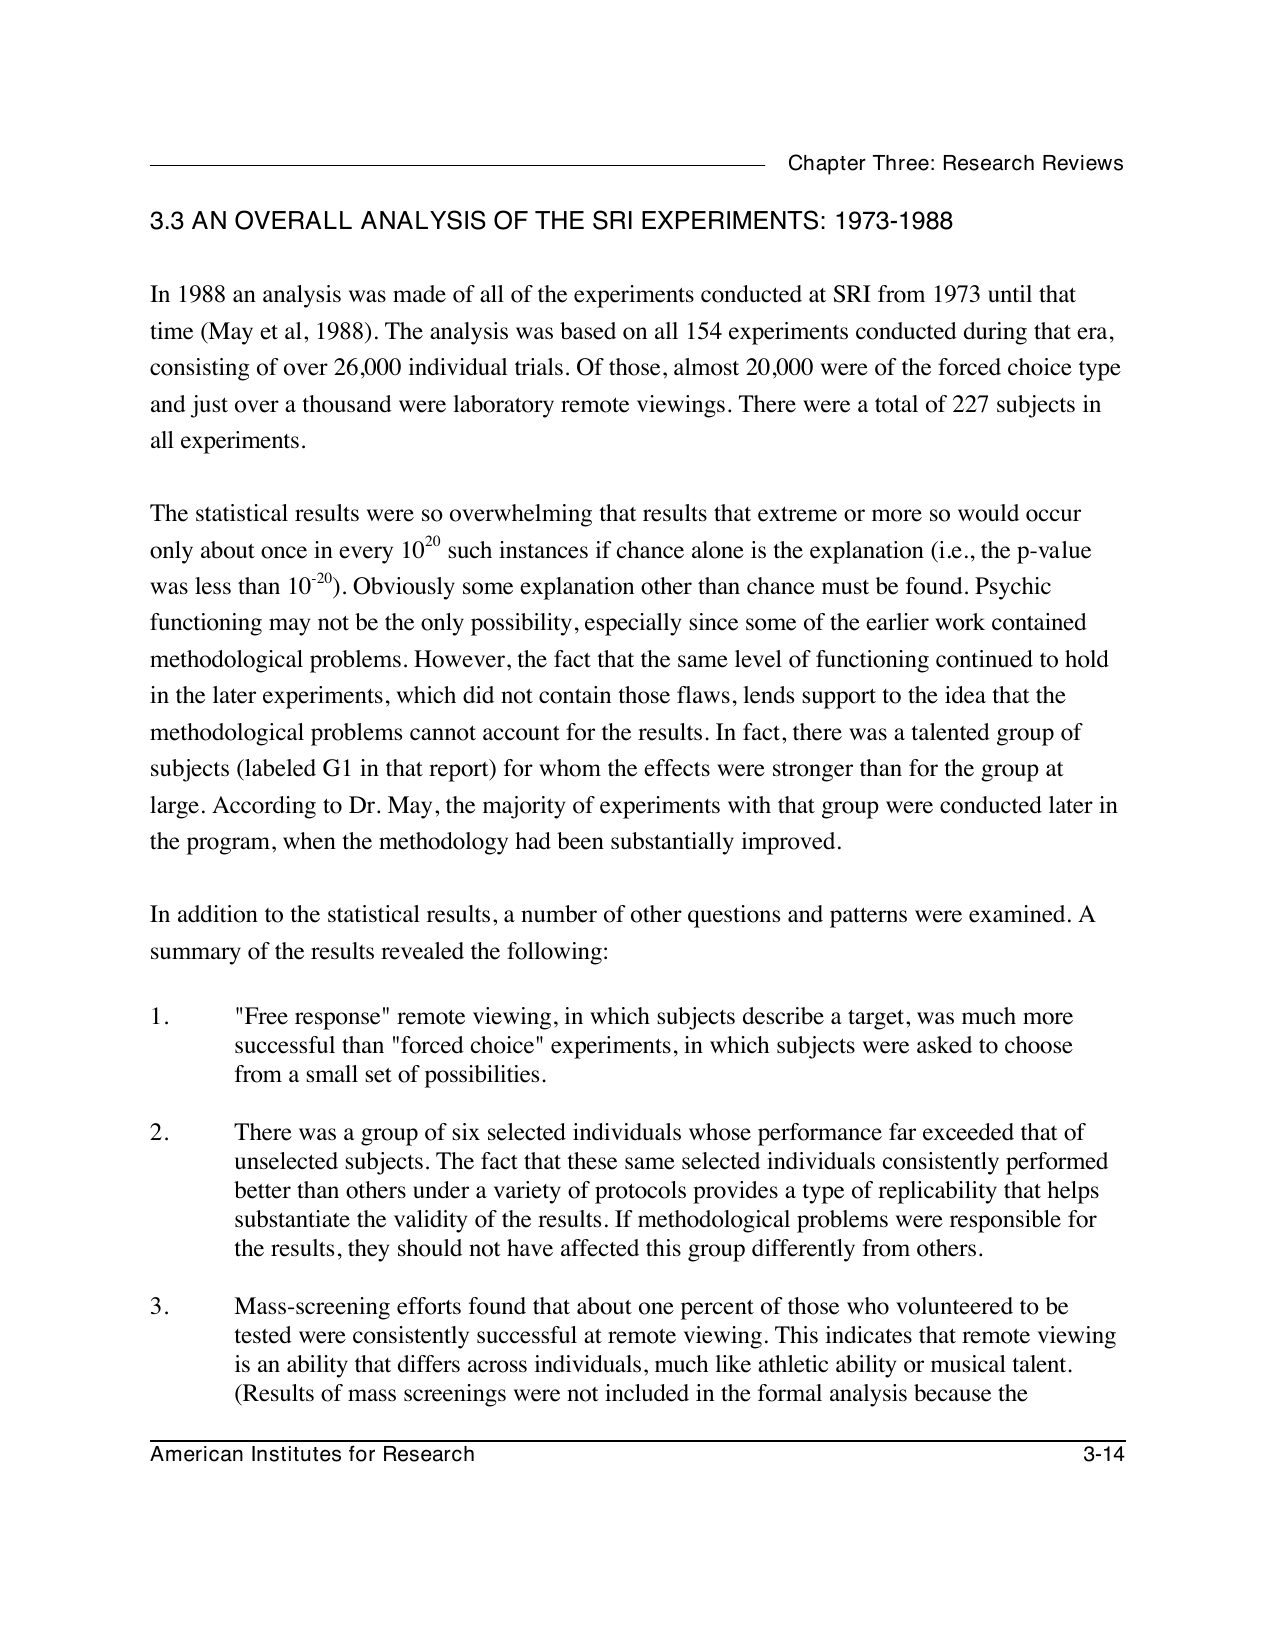 Chapter Three: Research Reviews
3.3 AN OVERALL ANALYSIS OF THE SRI EXPERIMENTS: 1973-1988
In 1988 an analysis was made of all of the experiments conducted at SRI from 1973 until that
time (May et al, 1988). The analysis was based on all 154 experiments conducted during that era,
consisting of over 26,000 individual trials. Of those, almost 20,000 were of the forced choice type
and just over a thousand were laboratory remote viewings. There were a total of 227 subjects in
all experiments.
The statistical results were so overwhelming that results that extreme or more so would occur
only about once in every 10^20 such instances if chance alone is the explanation (i.e., the p-value
was less than 10^-20). Obviously some explanation other than chance must be found. Psychic
functioning may not be the only possibility, especially since some of the earlier work contained
methodological problems. However, the fact that the same level of functioning continued to hold
in the later experiments, which did not contain those flaws, lends support to the idea that the
methodological problems cannot account for the results. In fact, there was a talented group of
subjects (labeled G1 in that report) for whom the effects were stronger than for the group at
large. According to Dr. May, the majority of experiments with that group were conducted later in
the program, when the methodology had been substantially improved.
In addition to the statistical results, a number of other questions and patterns were examined. A
summary of the results revealed the following:
1. "Free response" remote viewing, in which subjects describe a target, was much more
successful than "forced choice" experiments, in which subjects were asked to choose
from a small set of possibilities.
2. There was a group of six selected individuals whose performance far exceeded that of
unselected subjects. The fact that these same selected individuals consistently performed
better than others under a variety of protocols provides a type of replicability that helps
substantiate the validity of the results. If methodological problems were responsible for
the results, they should not have affected this group differently from others.
3. Mass-screening efforts found that about one percent of those who volunteered to be
tested were consistently successful at remote viewing. This indicates that remote viewing
is an ability that differs across individuals, much like athletic ability or musical talent.
(Results of mass screenings were not included in the formal analysis because the
American Institutes for Research 3-14